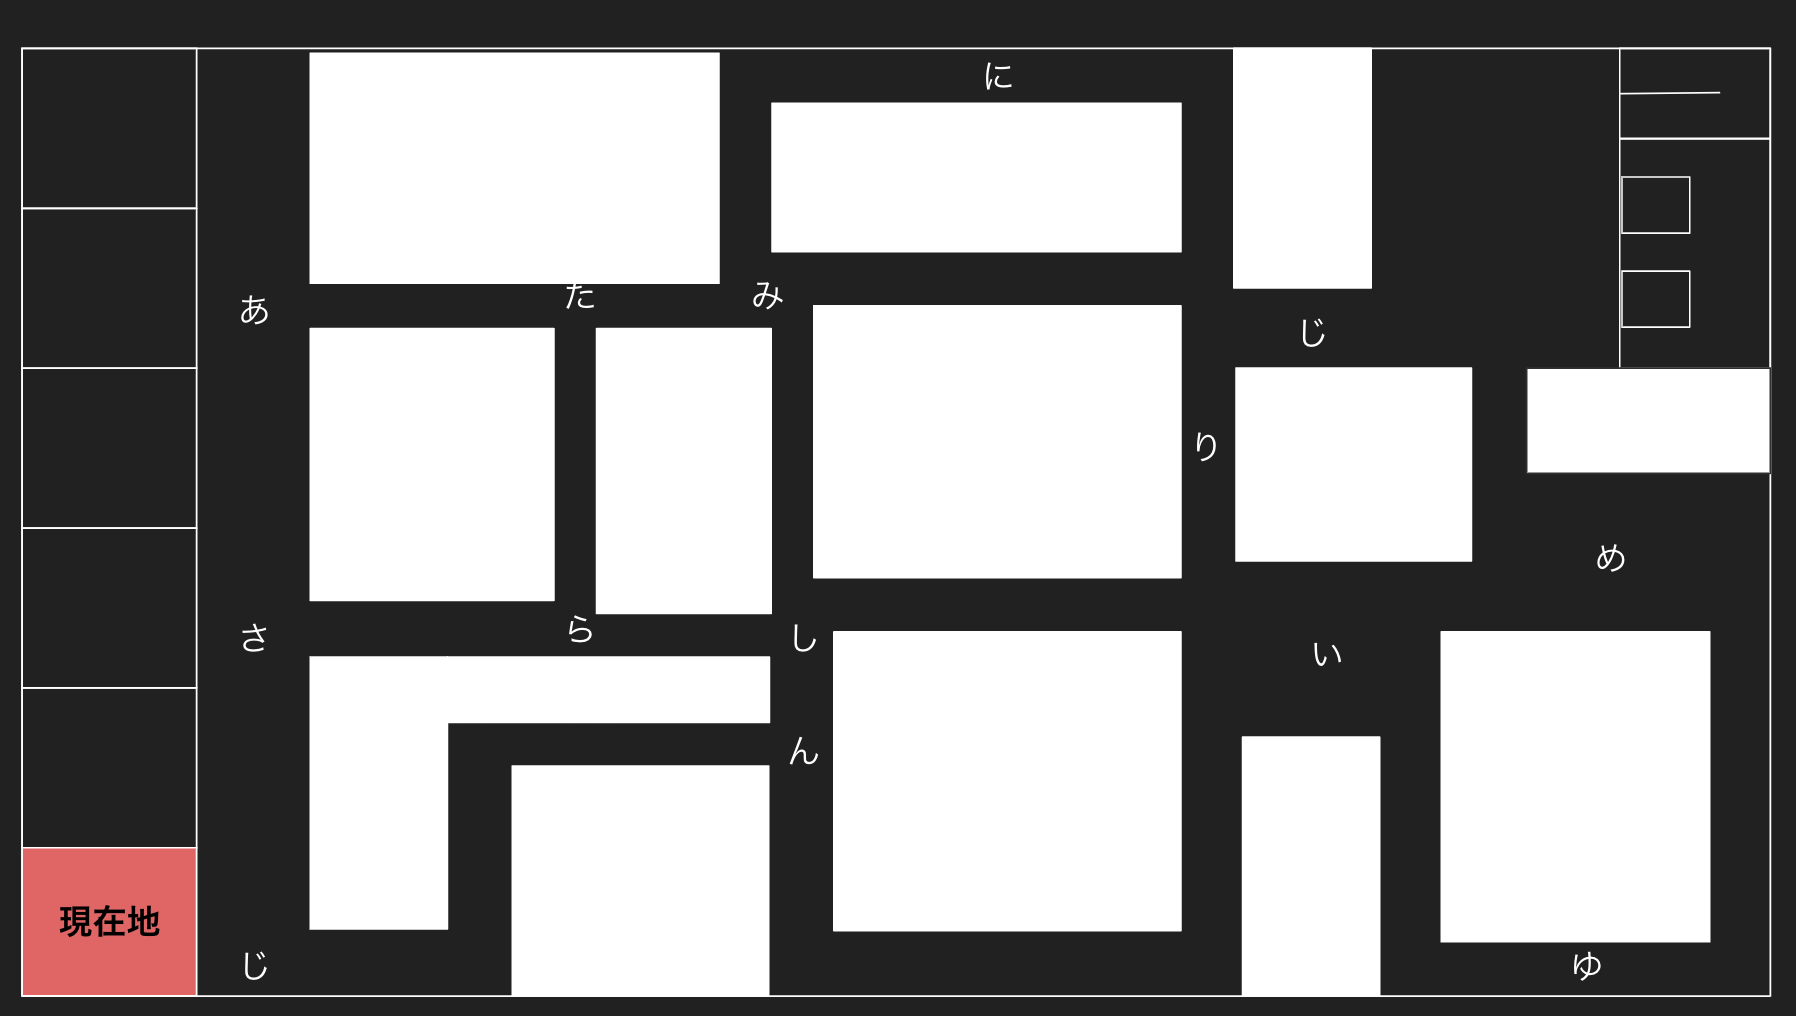 に
あ
た
み
じ
り
め
さ
ら
し
い
ん
現在地
じ
ゆ